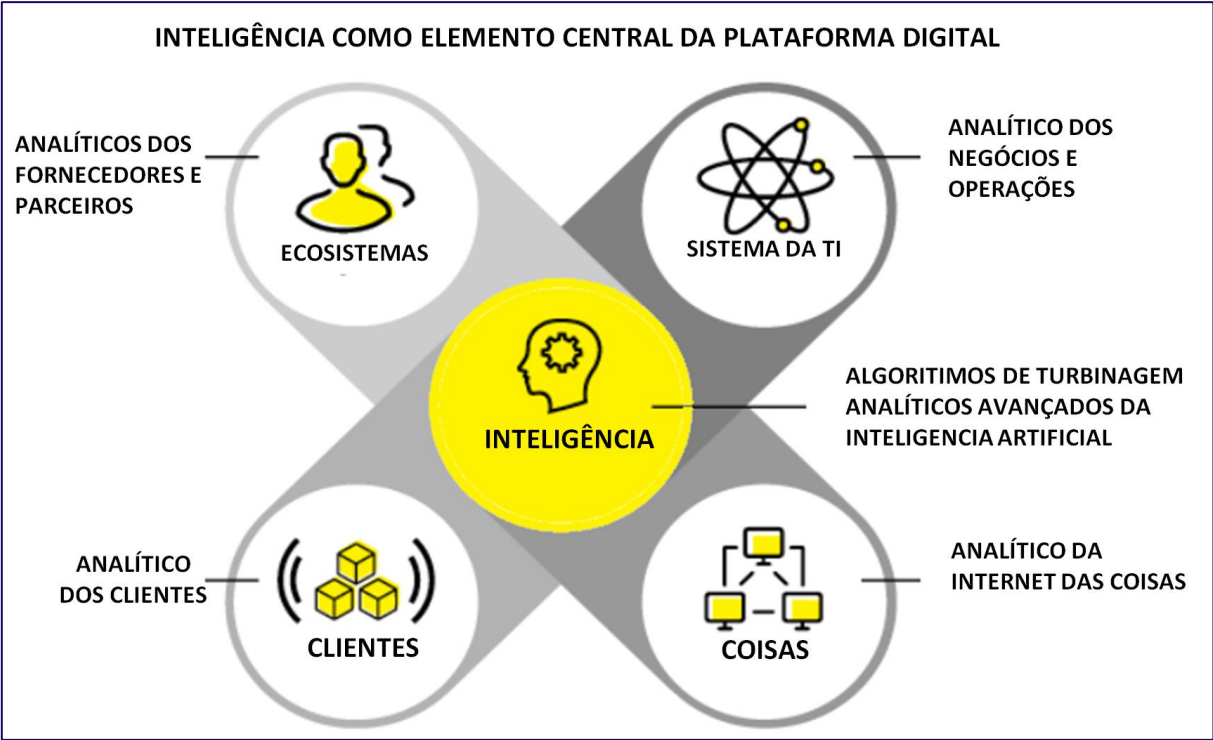 INTELIGÊNCIA COMO ELEMENTO CENTRAL DA PLATAFORMA DIGITAL
ANALÍTICOS DOS
FORNECEDORES E
PARCEIROS
ECOSISTEMAS
SISTEMA DA TI
ANALÍTICO DOS
NEGÓCIOS E
OPERAÇÕES
INTELIGÊNCIA
ALGORITIMOS DE TURBINAGEM
ANALÍTICOS AVANÇADOS DA
INTELIGENCIA ARTIFICIAL
ANALÍTICO
DOS CLIENTES
CLIENTES
COISAS
ANALÍTICO DA
INTERNET DAS COISAS